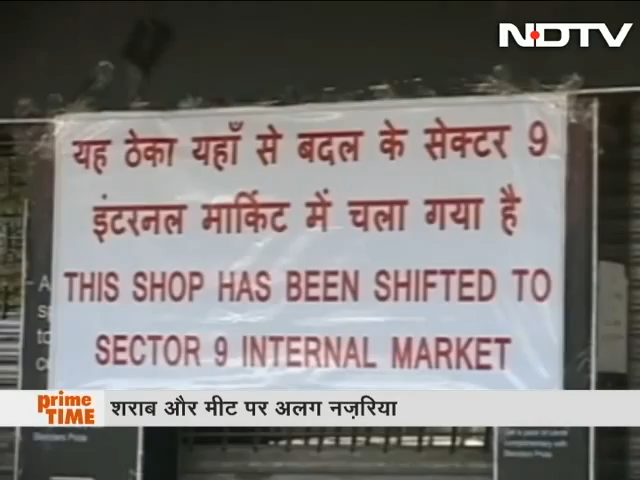 NDTV
यह ठेका यहाँ से बदल के सेक्टर 9
इंटरनल मार्किट में चला गया है
THIS SHOP HAS BEEN SHIFTED TO
SECTOR 9 INTERNAL MARKET
prime TIME
शराब और मीट पर अलग नज़रिया